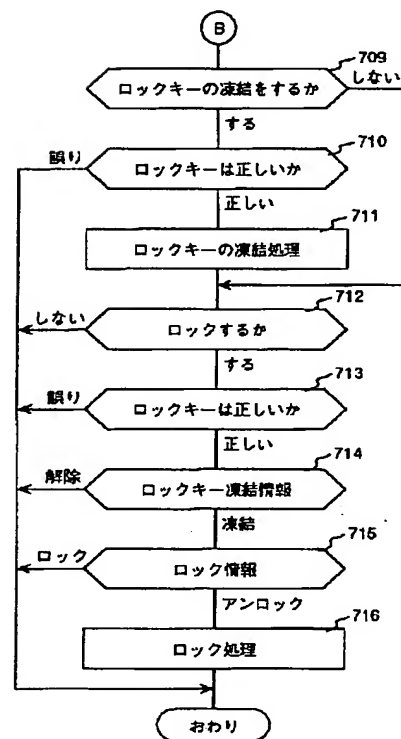 B
709
ロックキーの凍結をするか
しない
する
710
誤り
ロックキーは正しいか
正しい
711
ロックキーの凍結処理
712
しない
ロックするか
する
713
誤り
ロックキーは正しいか
正しい
714
解除
ロックキー凍結情報
凍結
715
ロック
ロック情報
アンロック
716
ロック処理
おわり